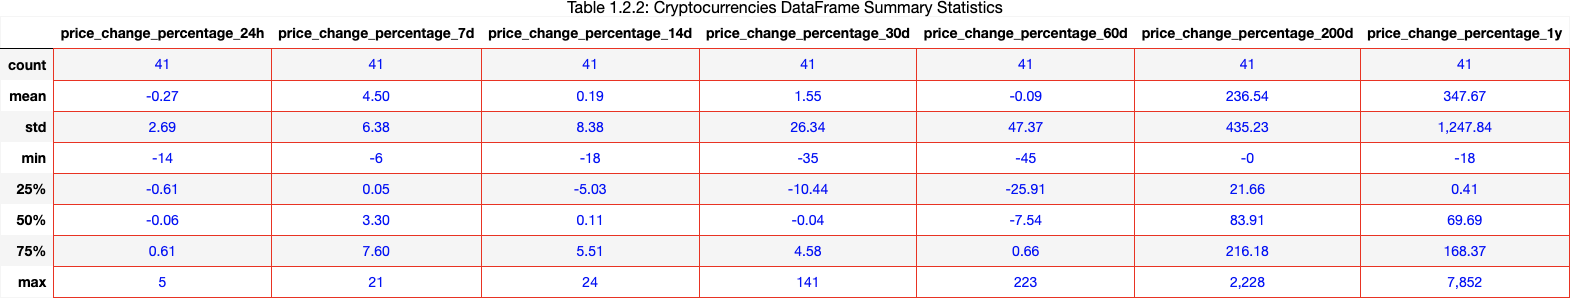 Table 1.2.2: Cryptocurrencies DataFrame Summary Statistics
price_change_percentage_24h price_change_percentage_7d price_change_percentage_14d price_change_percentage_30d price_change_percentage_60d price_change_percentage_200d price_change_percentage_1y
count 41 41 41 41 41 41 41
mean -0.27 4.50 0.19 1.55 -0.09 236.54 347.67
std 2.69 6.38 8.38 26.34 47.37 435.23 1,247.84
min -14 -6 -18 -35 -45 -0 -18
25% -0.61 0.05 -5.03 -10.44 -25.91 21.66 0.41
50% -0.06 3.30 0.11 -0.04 -7.54 83.91 69.69
75% 0.61 7.60 5.51 4.58 0.66 216.18 168.37
max 5 21 24 141 223 2,228 7,852